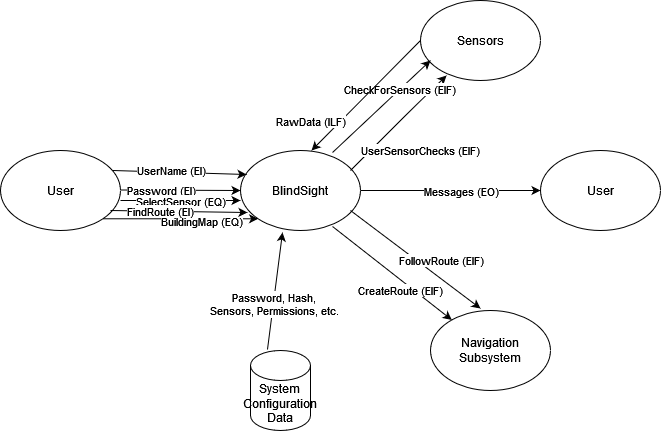 Sensors
CheckForSensors (EIF)
RawData (ILF)
UserSensorChecks (EIF)
UserName (EI)
User
Password (EI)
BlindSight
Messages (EO)
User
SelectSensor (EQ)
FindRoute (EI)
BuildingMap (EQ)
FollowRoute (EIF)
CreateRoute (EIF)
Password, Hash,
Sensors, Permissions, etc.
Navigation
Subsystem
System
Configuration
Data